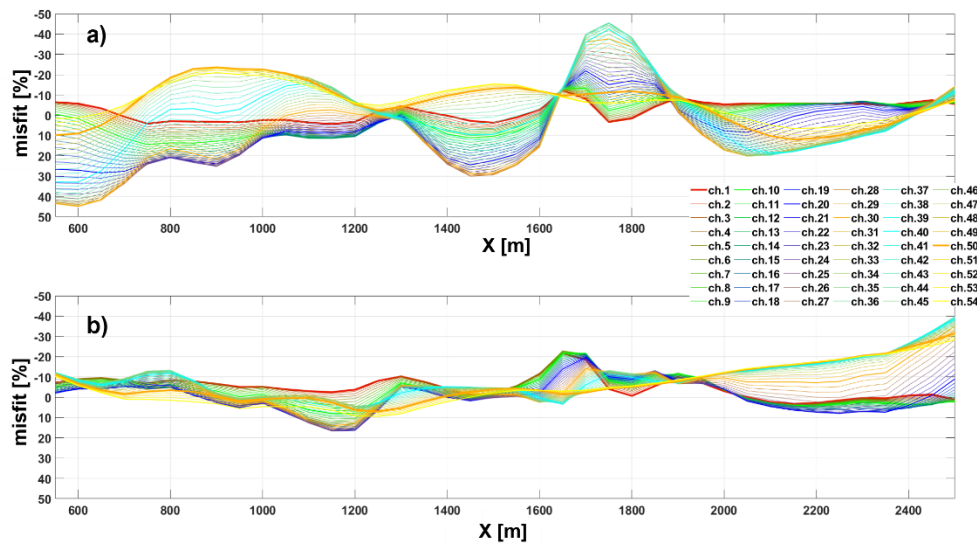 a)
-50
-40
-30
-20
-10
0
10
20
30
40
50
misfit [%]
600 800 1000 1200 1400 1600 1800
X [m]
ch.1 ch.10 ch.19 ch.28 ch.37 ch.46
ch.2 ch.11 ch.20 ch.29 ch.38 ch.47
ch.3 ch.12 ch.21 ch.30 ch.39 ch.48
ch.4 ch.13 ch.22 ch.31 ch.40 ch.49
ch.5 ch.14 ch.23 ch.32 ch.41 ch.50
ch.6 ch.15 ch.24 ch.33 ch.42 ch.51
ch.7 ch.16 ch.25 ch.34 ch.43 ch.52
ch.8 ch.17 ch.26 ch.35 ch.44 ch.53
ch.9 ch.18 ch.27 ch.36 ch.45 ch.54
b)
-50
-40
-30
-20
-10
0
10
20
30
40
50
misfit [%]
600 800 1000 1200 1400 1600 1800 2000 2200 2400
X [m]